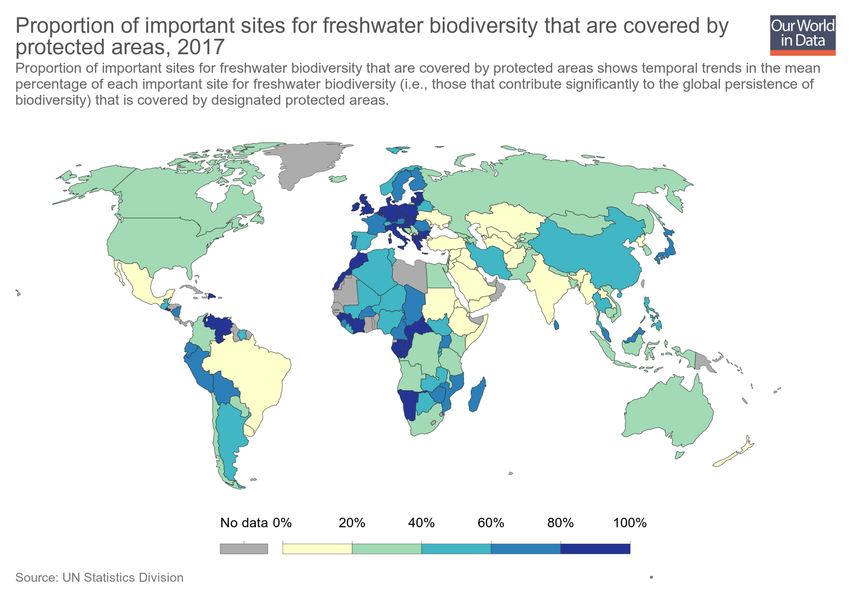 Proportion of important sites for freshwater biodiversity that are covered by
protected areas, 2017
Our World
in Data
Proportion of important sites for freshwater biodiversity that are covered by protected areas shows temporal trends in the mean
percentage of each important site for freshwater biodiversity (i.e., those that contribute significantly to the global persistence of
biodiversity) that is covered by designated protected areas.
No data 0% 20% 40% 60% 80% 100%
Source: UN Statistics Division